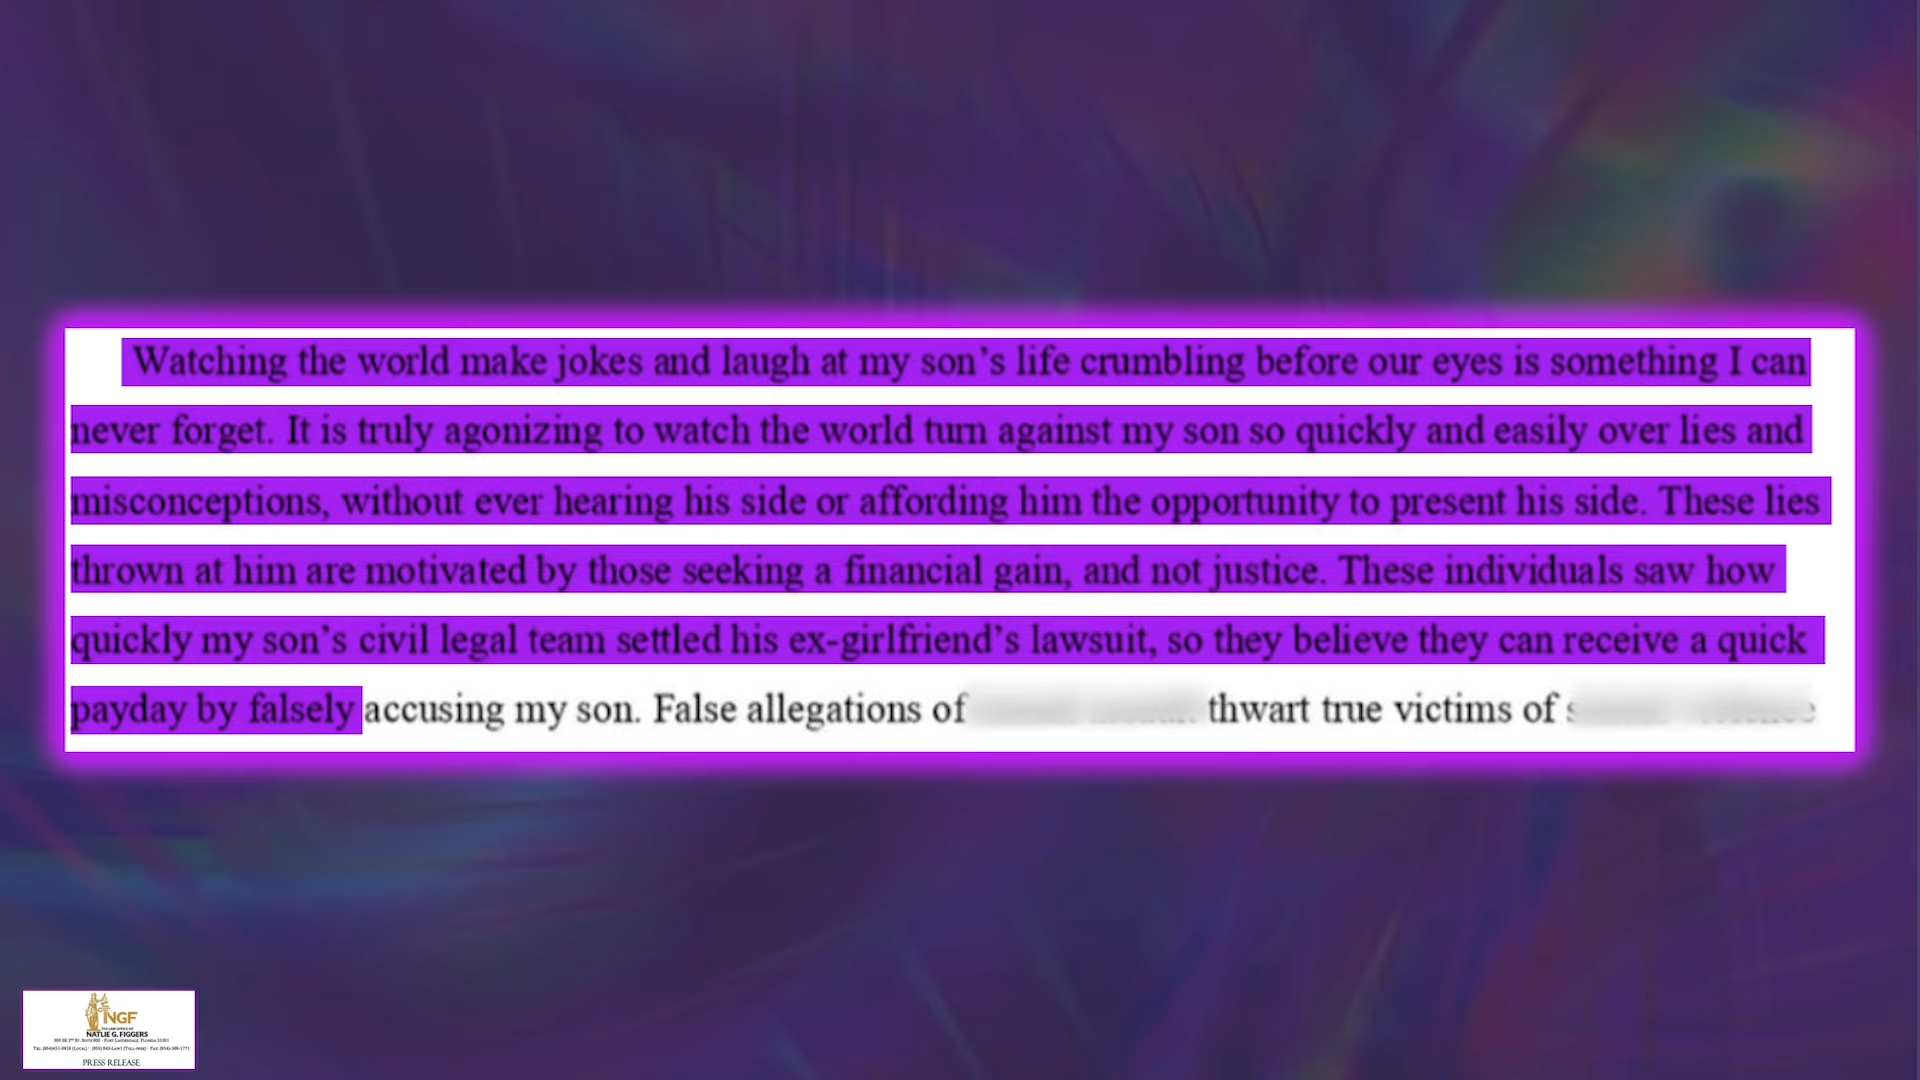 Watching the world make jokes and laugh at my son’s life crumbling before our eyes is something I can
never forget. It is truly agonizing to watch the world turn against my son so quickly and easily over lies and
misconceptions, without ever hearing his side or affording him the opportunity to present his side. These lies
thrown at him are motivated by those seeking a financial gain, and not justice. These individuals saw how
quickly my son’s civil legal team settled his ex-girlfriend’s lawsuit, so they believe they can receive a quick
payday by falsely accusing my son. False allegations of thwart true victims of
NGF
THE LAW OFFICE OF
NATLIE G. FIGGERS
PRESS RELEASE